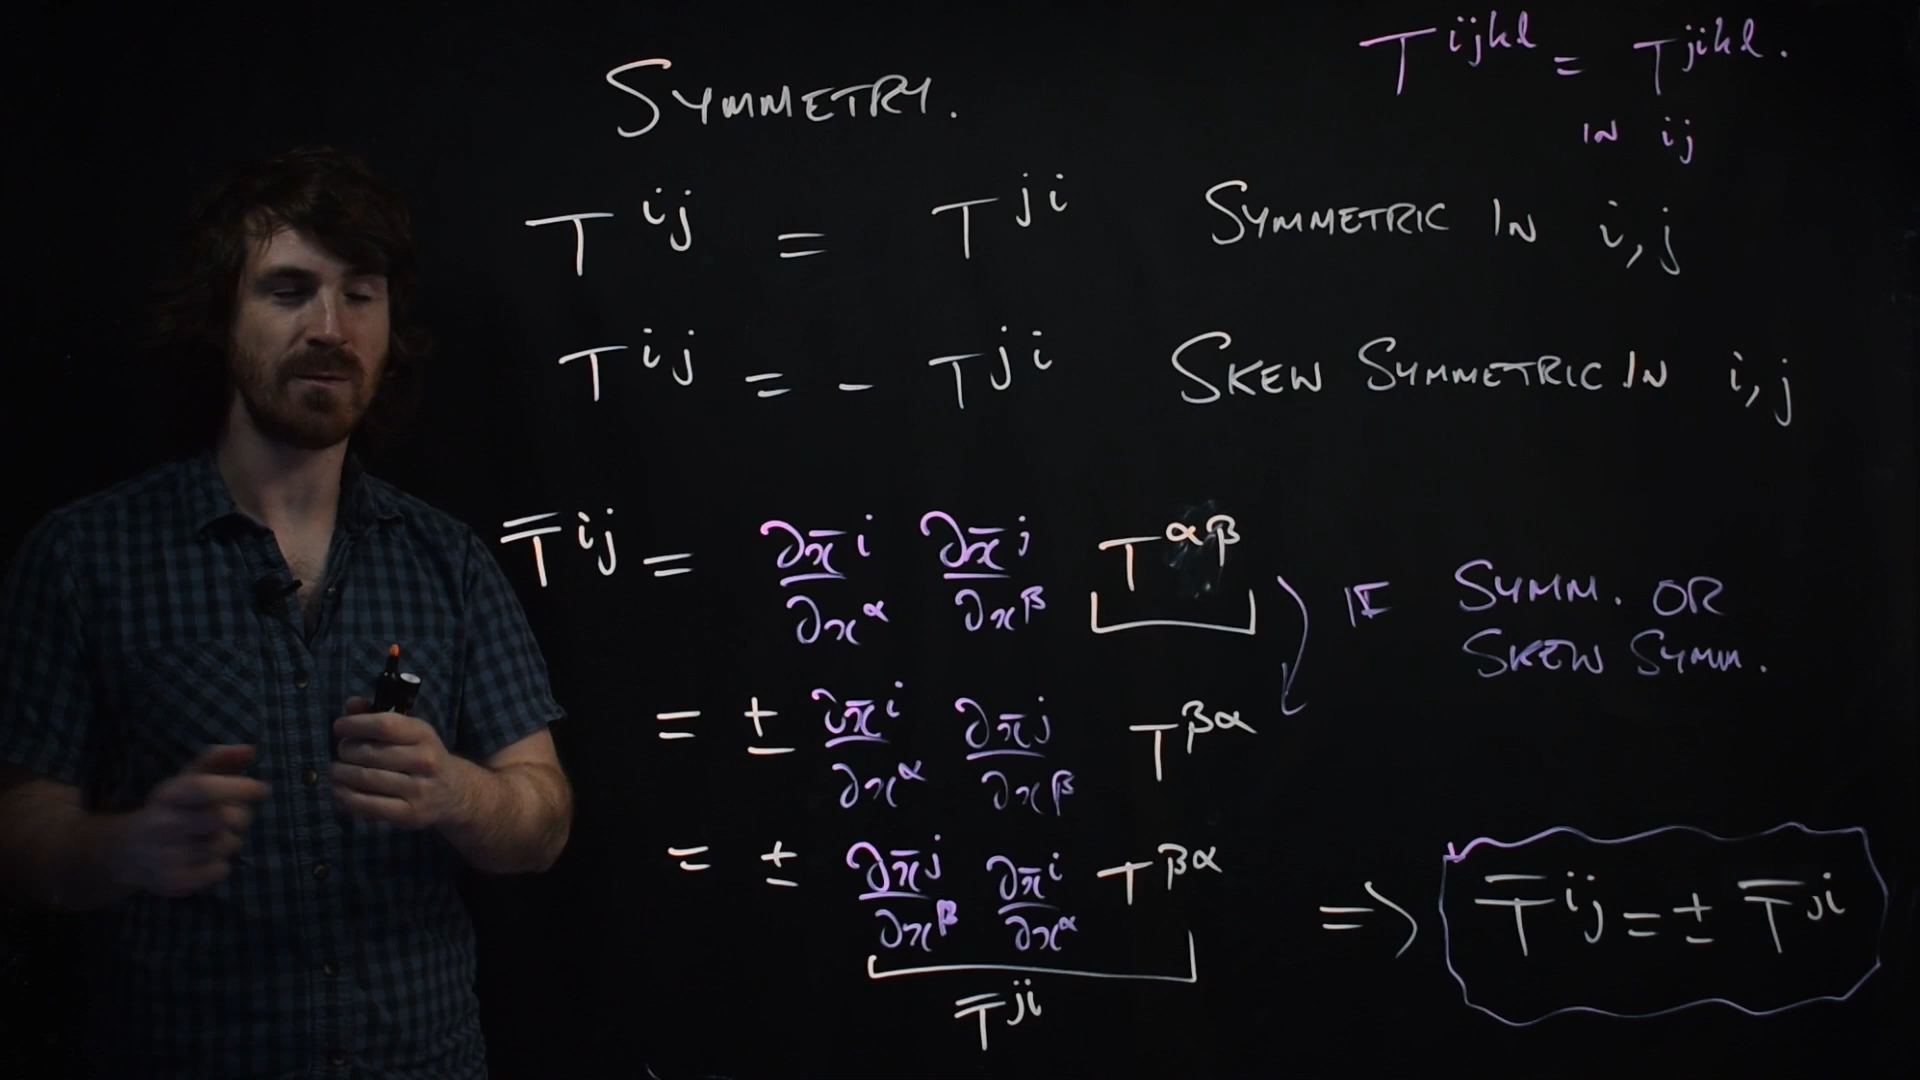 T^{ijkl} = T^{jikl}.
IN ij
SYMMETRY.
T^{ij} = T^{ji} SYMMETRIC IN i, j
T^{ij} = - T^{ji} SKEW SYMMETRIC IN i, j
T̅^{ij} = ∂x̅^i/∂x^α ∂x̅^j/∂x^β T^{αβ}
IF SYMM. OR
SKEW SYMM.
= ± ∂x̅^i/∂x^α ∂x̅^j/∂x^β T^{βα}
= ± ∂x̅^j/∂x^β ∂x̅^i/∂x^α T^{βα}
T̅^{ji}
⇒ T̅^{ij} = ± T̅^{ji}